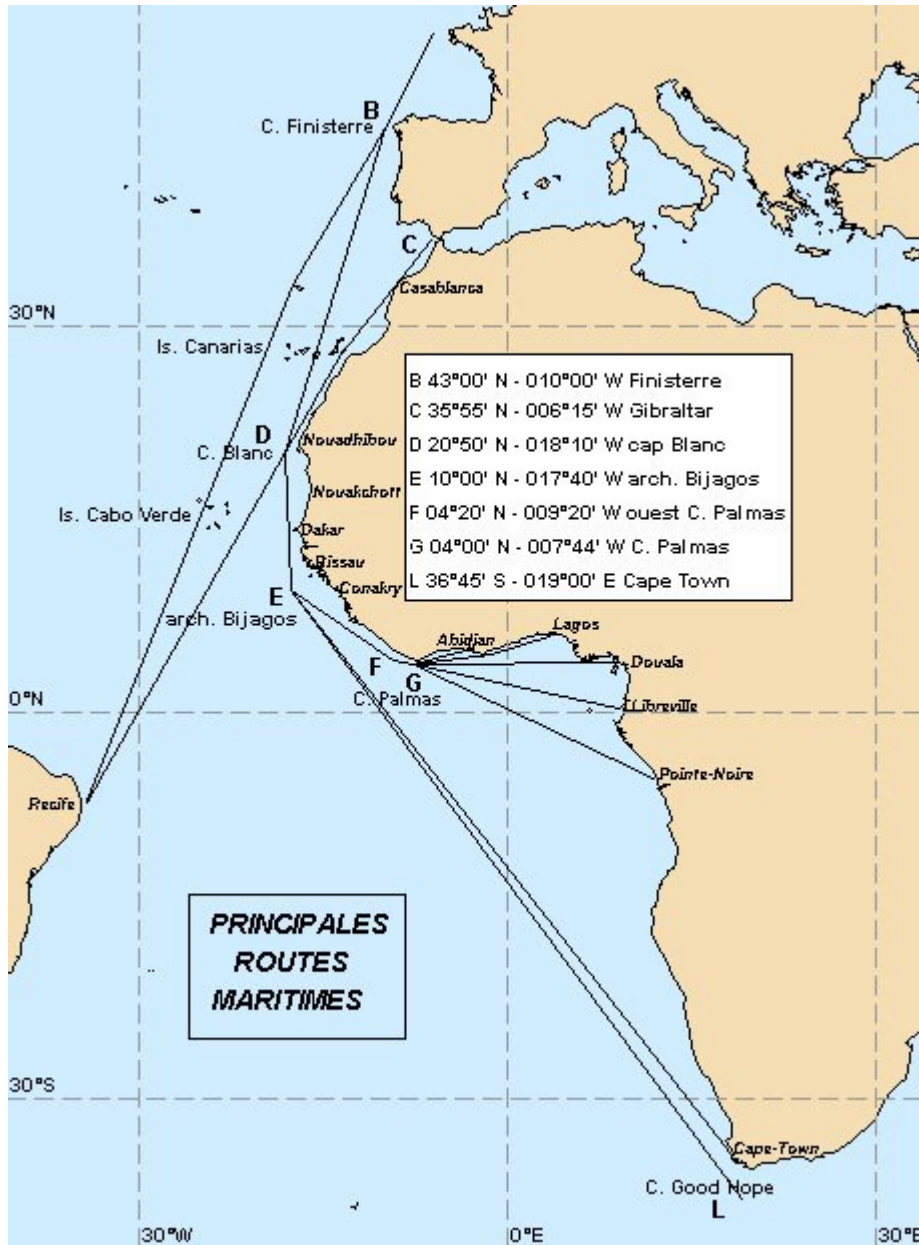 B
C. Finisterre
C
Casablanca
30°N
Is. Canarias
B 43°00' N - 010°00' W Finisterre
C 35°55' N - 006°15' W Gibraltar
D 20°50' N - 018°10' W cap Blanc
E 10°00' N - 017°40' W arch. Bijagos
F 04°20' N - 009°20' W ouest C. Palmas
G 04°00' N - 007°44' W C. Palmas
L 36°45' S - 019°00' E Cape Town
D
C. Blanc
Nouadhibou
Nouakchott
Is. Cabo Verde
Dakar
Bissau
Conakry
E
arch. Bijagos
Lagos
Abidjan
F
G
Douala
C. Palmas
0°N
Libreville
Pointe-Noire
Recife
PRINCIPALES
ROUTES
MARITIMES
30°S
Cape-Town
C. Good Hope
L
30°W
0°E
30°E